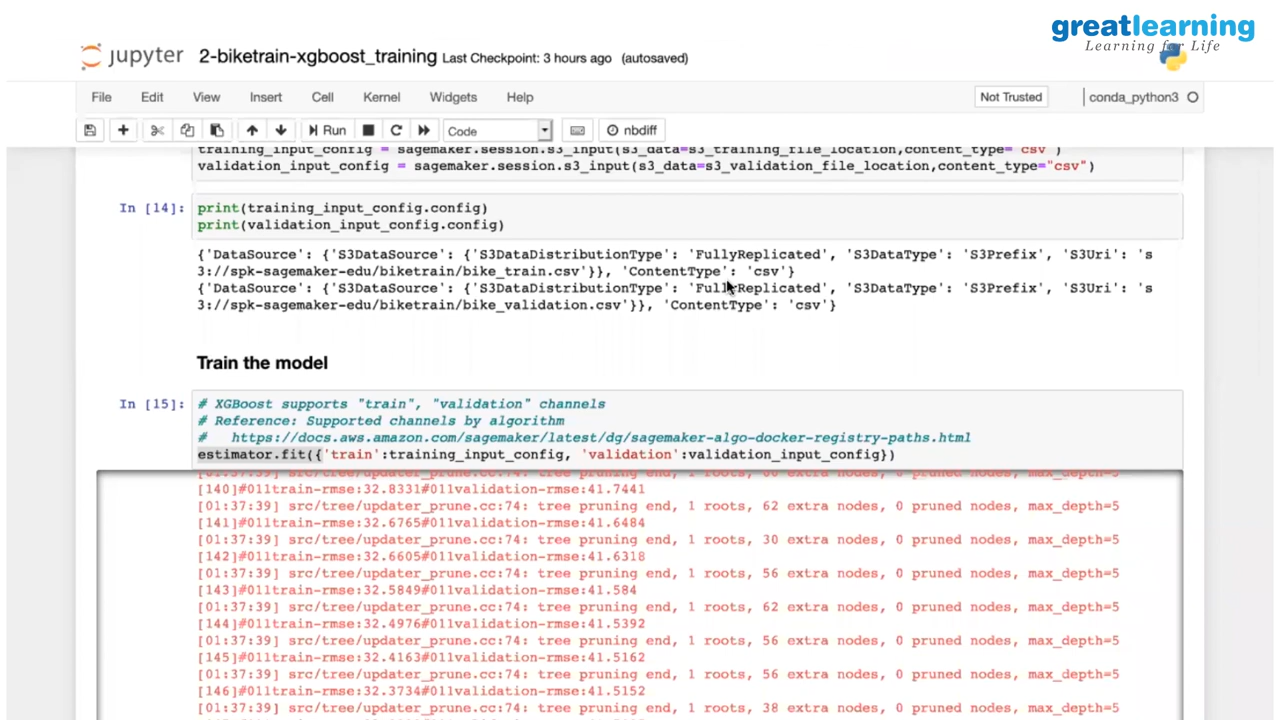 greatlearning
Learning for Life
jupyter 2-biketrain-xgboost_training Last Checkpoint: 3 hours ago (autosaved)
File Edit View Insert Cell Kernel Widgets Help Not Trusted conda_python3
Run Code nbdiff
training_input_config = sagemaker.session.s3_input(s3_data=s3_training_file_location,content_type="csv")
validation_input_config = sagemaker.session.s3_input(s3_data=s3_validation_file_location,content_type="csv")
In [14]: print(training_input_config.config)
print(validation_input_config.config)
{'DataSource': {'S3DataSource': {'S3DataDistributionType': 'FullyReplicated', 'S3DataType': 'S3Prefix', 'S3Uri': 's
3://spk-sagemaker-edu/biketrain/bike_train.csv'}}, 'ContentType': 'csv'}
{'DataSource': {'S3DataSource': {'S3DataDistributionType': 'FullyReplicated', 'S3DataType': 'S3Prefix', 'S3Uri': 's
3://spk-sagemaker-edu/biketrain/bike_validation.csv'}}, 'ContentType': 'csv'}
Train the model
In [15]: # XGBoost supports "train", "validation" channels
# Reference: Supported channels by algorithm
# https://docs.aws.amazon.com/sagemaker/latest/dg/sagemaker-algo-docker-registry-paths.html
estimator.fit({'train':training_input_config, 'validation':validation_input_config})
[140]#011train-rmse:32.8331#011validation-rmse:41.7441
[01:37:39] src/tree/updater_prune.cc:74: tree pruning end, 1 roots, 62 extra nodes, 0 pruned nodes, max_depth=5
[141]#011train-rmse:32.6765#011validation-rmse:41.6484
[01:37:39] src/tree/updater_prune.cc:74: tree pruning end, 1 roots, 30 extra nodes, 0 pruned nodes, max_depth=5
[142]#011train-rmse:32.6605#011validation-rmse:41.6318
[01:37:39] src/tree/updater_prune.cc:74: tree pruning end, 1 roots, 56 extra nodes, 0 pruned nodes, max_depth=5
[143]#011train-rmse:32.5849#011validation-rmse:41.584
[01:37:39] src/tree/updater_prune.cc:74: tree pruning end, 1 roots, 62 extra nodes, 0 pruned nodes, max_depth=5
[144]#011train-rmse:32.4976#011validation-rmse:41.5392
[01:37:39] src/tree/updater_prune.cc:74: tree pruning end, 1 roots, 56 extra nodes, 0 pruned nodes, max_depth=5
[145]#011train-rmse:32.4163#011validation-rmse:41.5162
[01:37:39] src/tree/updater_prune.cc:74: tree pruning end, 1 roots, 56 extra nodes, 0 pruned nodes, max_depth=5
[146]#011train-rmse:32.3734#011validation-rmse:41.5152
[01:37:39] src/tree/updater_prune.cc:74: tree pruning end, 1 roots, 38 extra nodes, 0 pruned nodes, max_depth=5